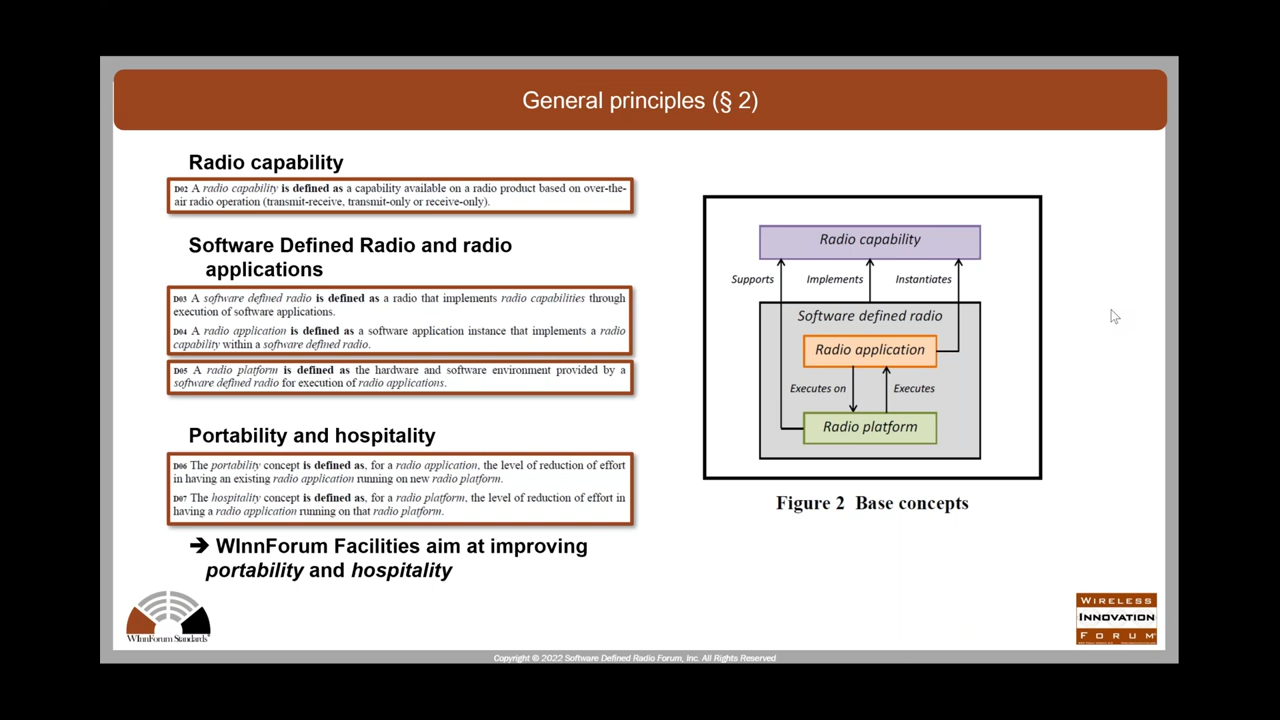 General principles (§ 2)
Radio capability
D02 A radio capability is defined as a capability available on a radio product based on over-the-
air radio operation (transmit-receive, transmit-only or receive-only).
Software Defined Radio and radio
applications
D03 A software defined radio is defined as a radio that implements radio capabilities through
execution of software applications.
D04 A radio application is defined as a software application instance that implements a radio
capability within a software defined radio.
D05 A radio platform is defined as the hardware and software environment provided by a
software defined radio for execution of radio applications.
Portability and hospitality
D06 The portability concept is defined as, for a radio application, the level of reduction of effort
in having an existing radio application running on new radio platform.
D07 The hospitality concept is defined as, for a radio platform, the level of reduction of effort in
having a radio application running on that radio platform.
➔ WInnForum Facilities aim at improving
portability and hospitality
Radio capability
Supports
Implements
Instantiates
Software defined radio
Radio application
Executes on
Executes
Radio platform
Figure 2 Base concepts
WInnForum Standards
WIRELESS
INNOVATION
FORUM
Copyright © 2022 Software Defined Radio Forum, Inc. All Rights Reserved